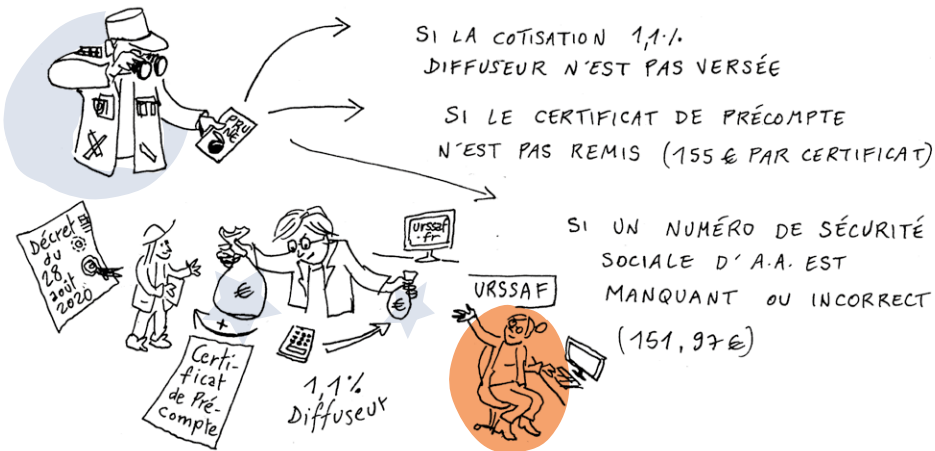 SI LA COTISATION 1,1%
DIFFUSEUR N'EST PAS VERSÉE
SI LE CERTIFICAT DE PRÉCOMPTE
N'EST PAS REMIS (155 € PAR CERTIFICAT)
SI UN NUMÉRO DE SÉCURITÉ
SOCIALE D'A.A. EST
MANQUANT OU INCORRECT
(151,97€)
PRUNE
Décret
du
28
août
2020
€
+
Certi-
ficat
de Pré-
compte
1,1%
Diffuseur
€
urssaf
.fr
URSSAF